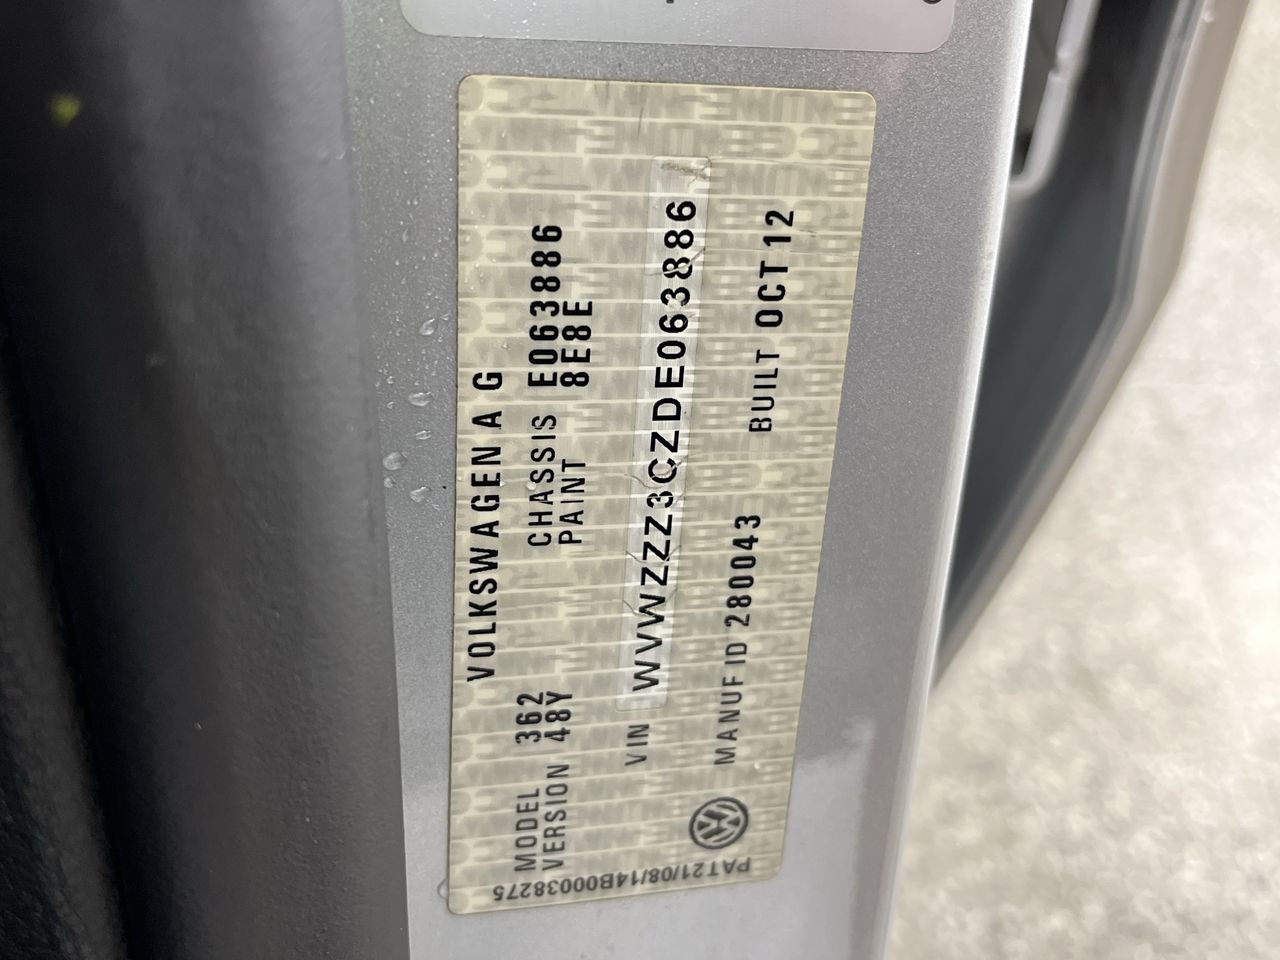 VOLKSWAGEN A G
MODEL 362 CHASSIS E063886
VERSION 48Y PAINT 8E8E
VIN WVWZZZ3CZDE063886
MANUF ID 280043 BUILT OCT 12
PAT21/08/14B00038275